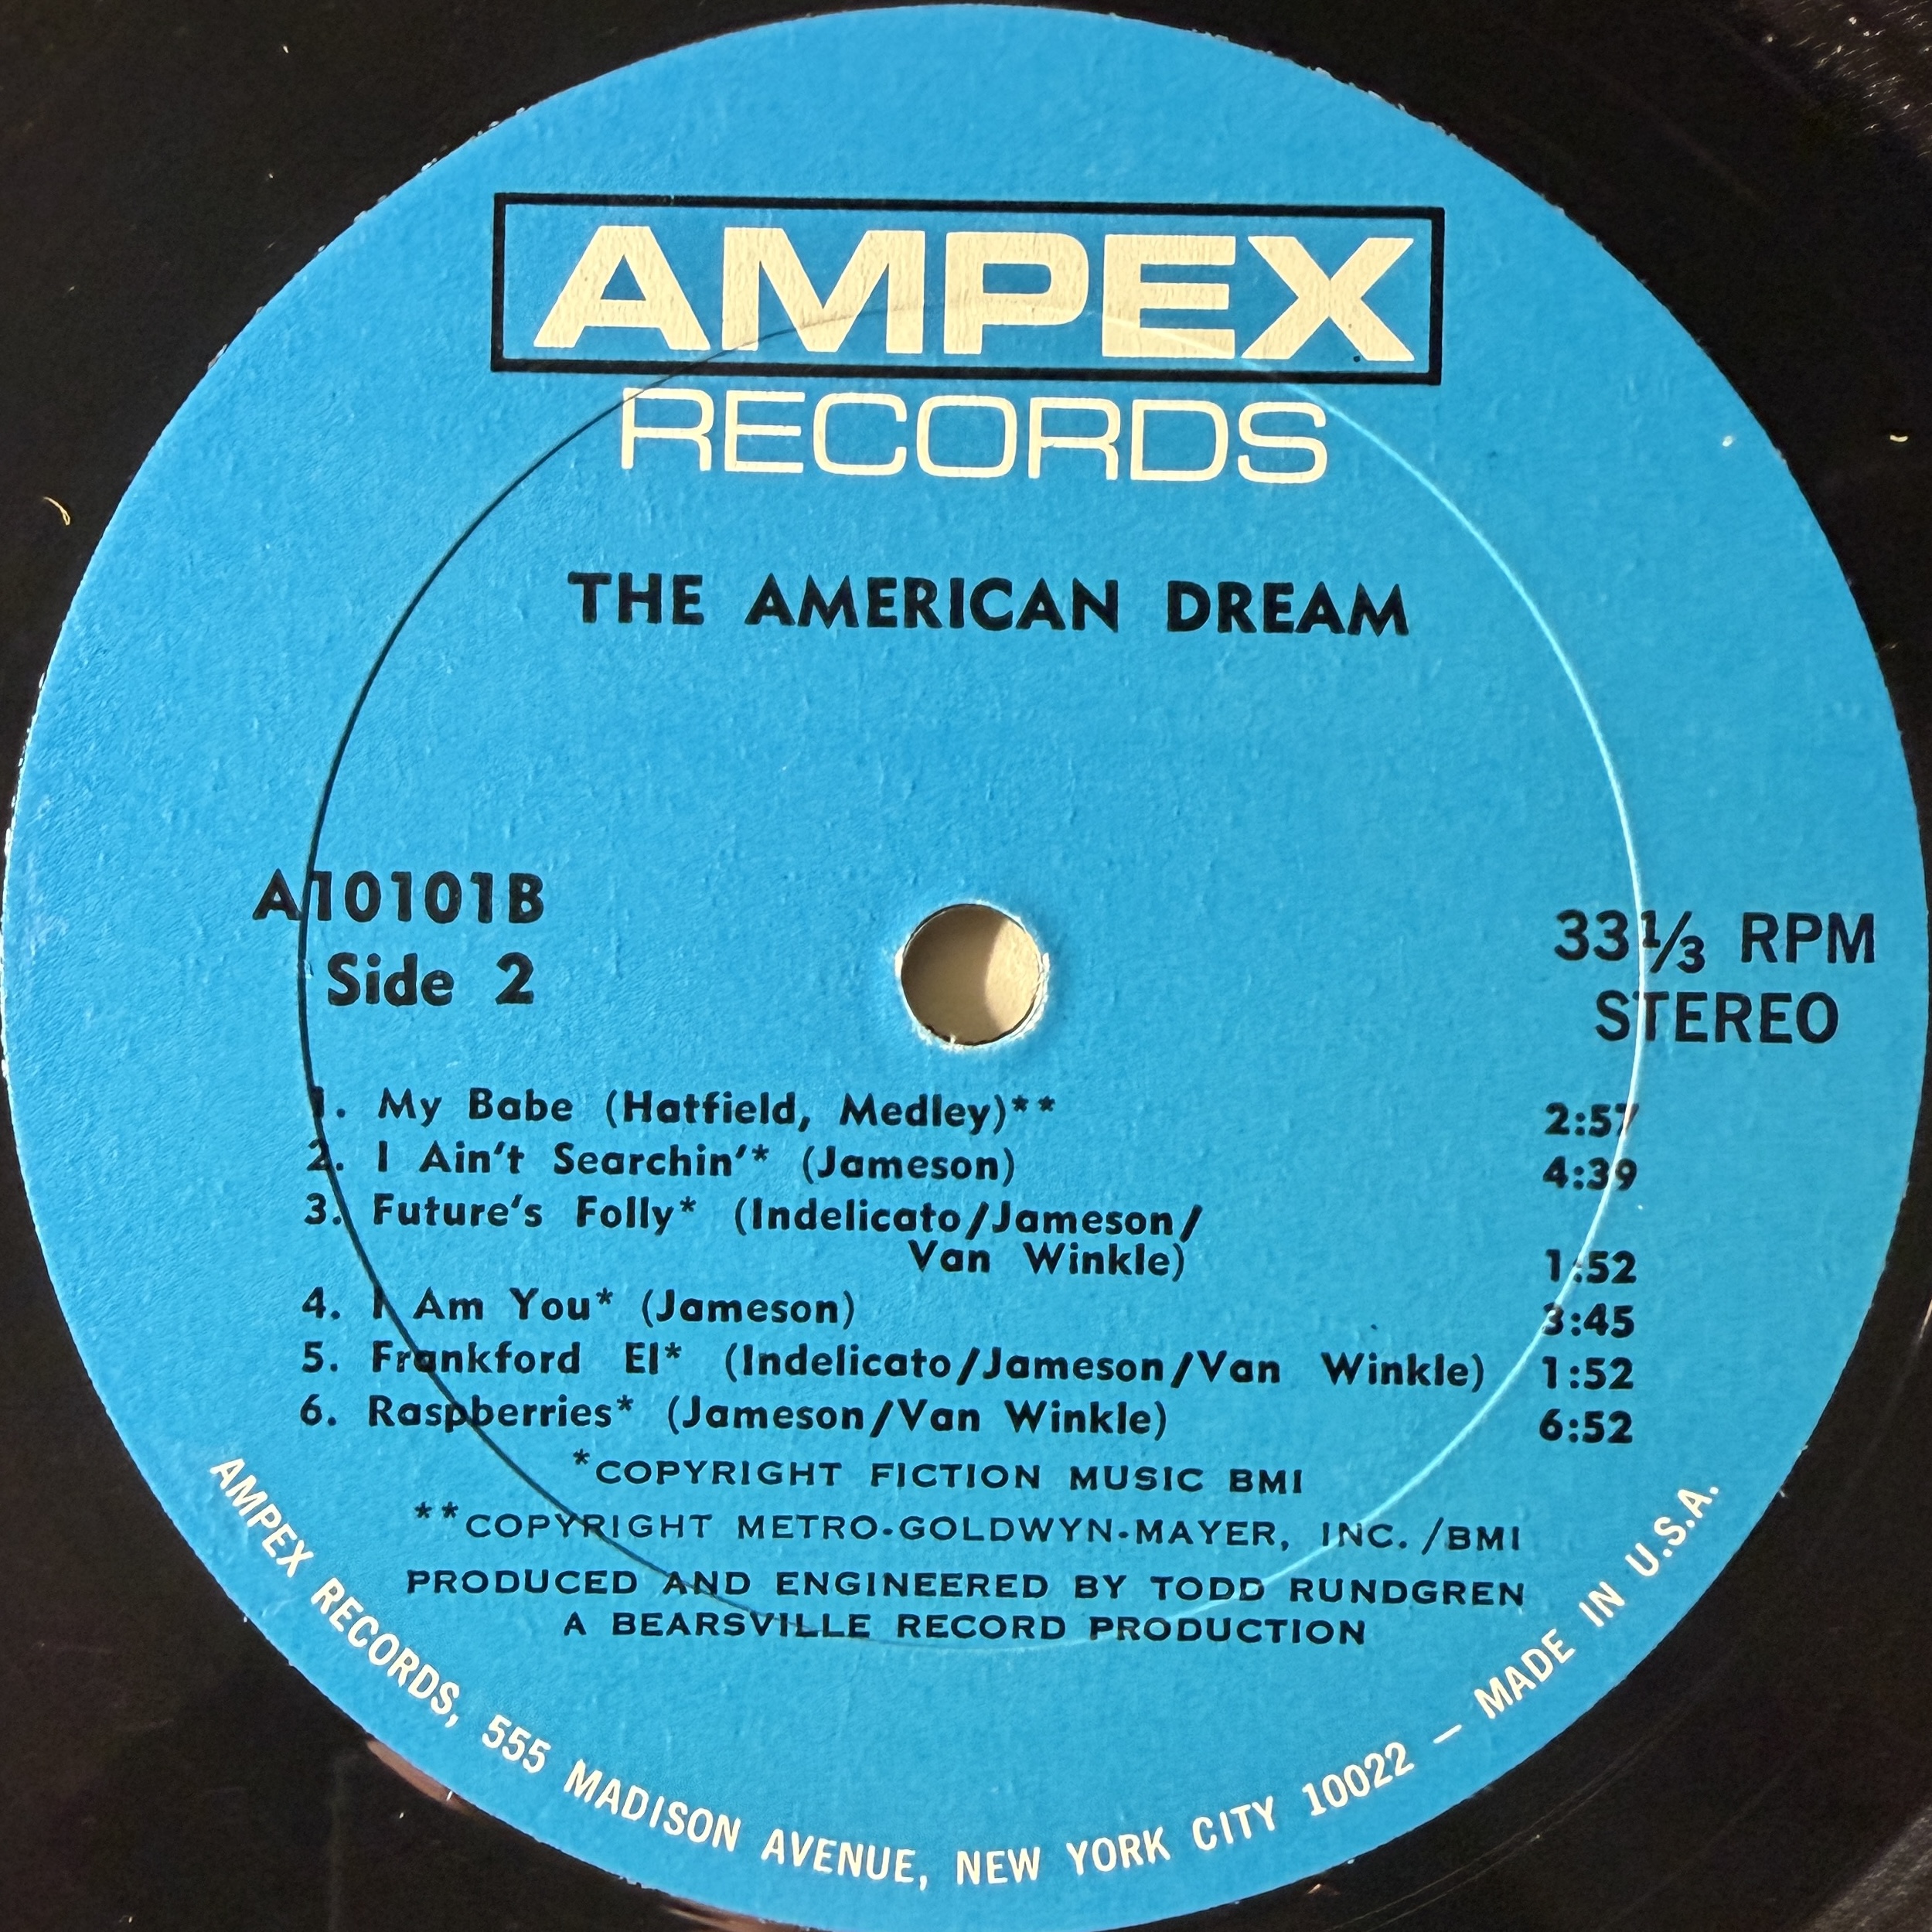 AMPEX
RECORDS
THE AMERICAN DREAM
A10101B
Side 2
33⅓ RPM
STEREO
1. My Babe (Hatfield, Medley)** 2:57
2. I Ain't Searchin'* (Jameson) 4:39
3. Future's Folly* (Indelicato/Jameson/
Van Winkle) 1:52
4. I Am You* (Jameson) 3:45
5. Frankford El* (Indelicato/Jameson/Van Winkle) 1:52
6. Raspberries* (Jameson/Van Winkle) 6:52
*COPYRIGHT FICTION MUSIC BMI
**COPYRIGHT METRO-GOLDWYN-MAYER, INC. /BMI
PRODUCED AND ENGINEERED BY TODD RUNDGREN
A BEARSVILLE RECORD PRODUCTION
AMPEX RECORDS, 555 MADISON AVENUE, NEW YORK CITY 10022 — MADE IN U.S.A.